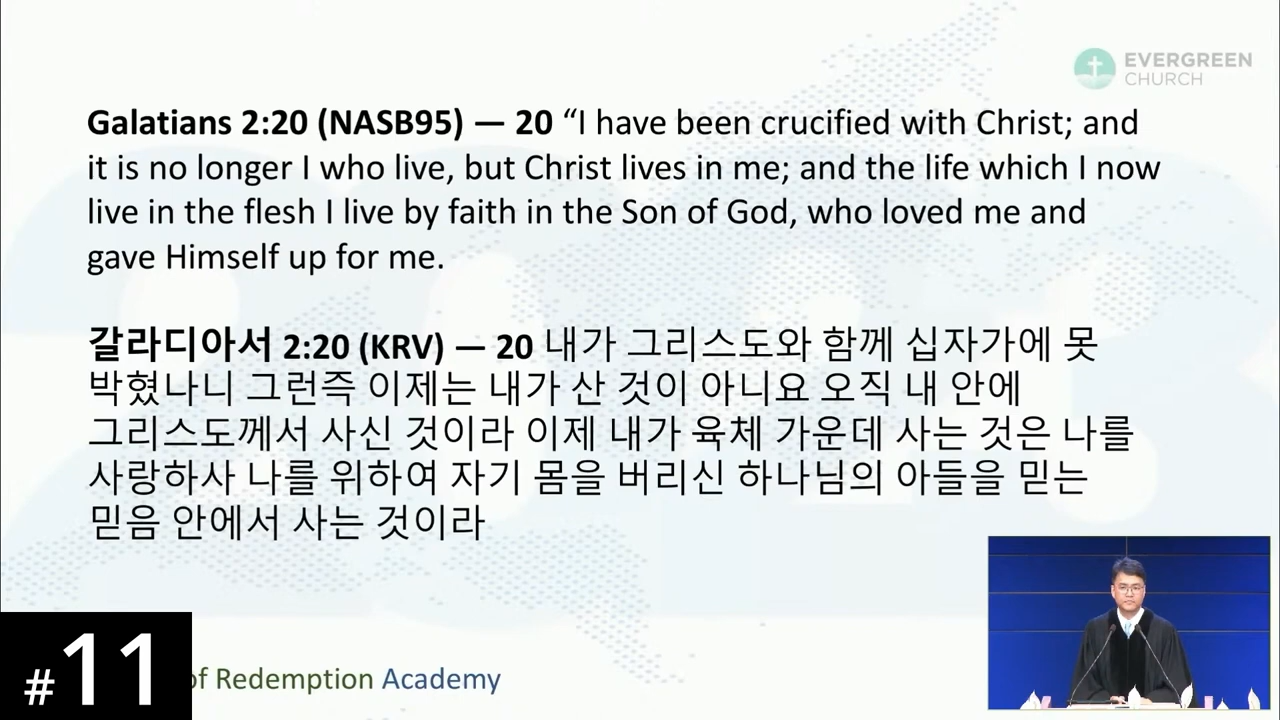 EVERGREEN
CHURCH
Galatians 2:20 (NASB95) — 20 “I have been crucified with Christ; and
it is no longer I who live, but Christ lives in me; and the life which I now
live in the flesh I live by faith in the Son of God, who loved me and
gave Himself up for me.
갈라디아서 2:20 (KRV) — 20 내가 그리스도와 함께 십자가에 못
박혔나니 그런즉 이제는 내가 산 것이 아니요 오직 내 안에
그리스도께서 사신 것이라 이제 내가 육체 가운데 사는 것은 나를
사랑하사 나를 위하여 자기 몸을 버리신 하나님의 아들을 믿는
믿음 안에서 사는 것이라
#11
of Redemption Academy